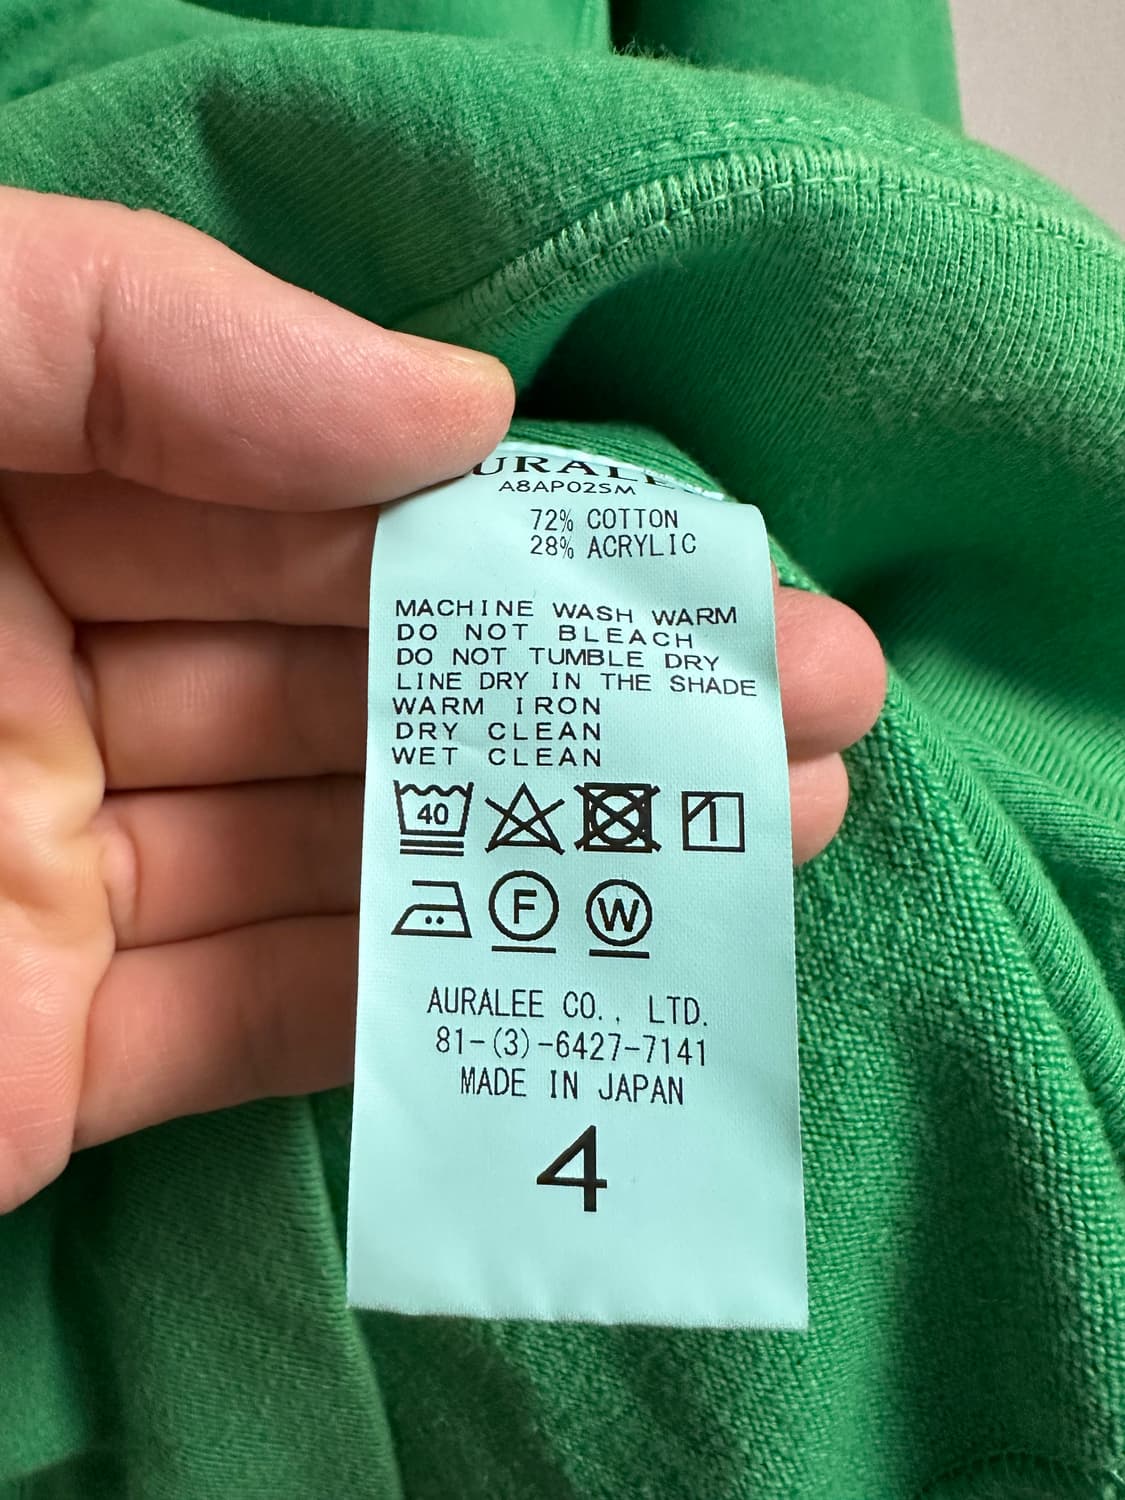 AURALEE
A8AP02SM
72% COTTON
28% ACRYLIC
MACHINE WASH WARM
DO NOT BLEACH
DO NOT TUMBLE DRY
LINE DRY IN THE SHADE
WARM IRON
DRY CLEAN
WET CLEAN
40
F W
AURALEE CO., LTD.
81-(3)-6427-7141
MADE IN JAPAN
4